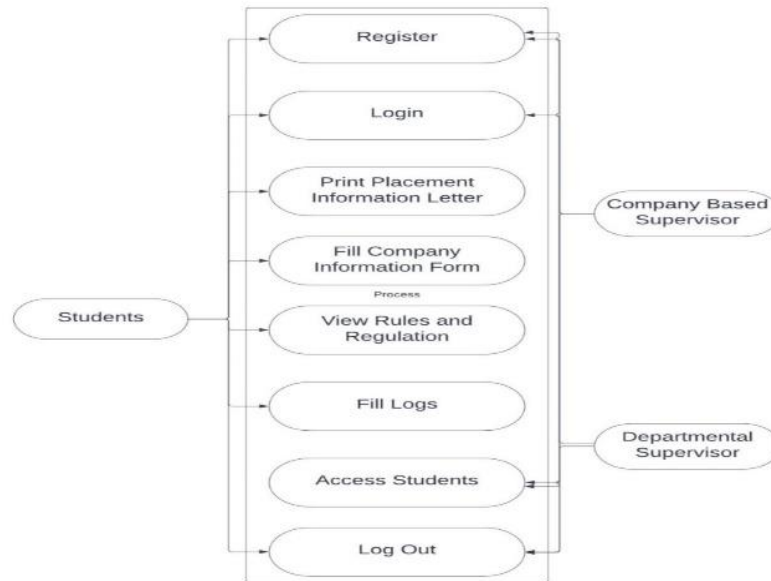 Register
Login
Print Placement
Information Letter
Company Based
Supervisor
Fill Company
Information Form
Process
Students
View Rules and
Regulation
Fill Logs
Departmental
Supervisor
Access Students
Log Out